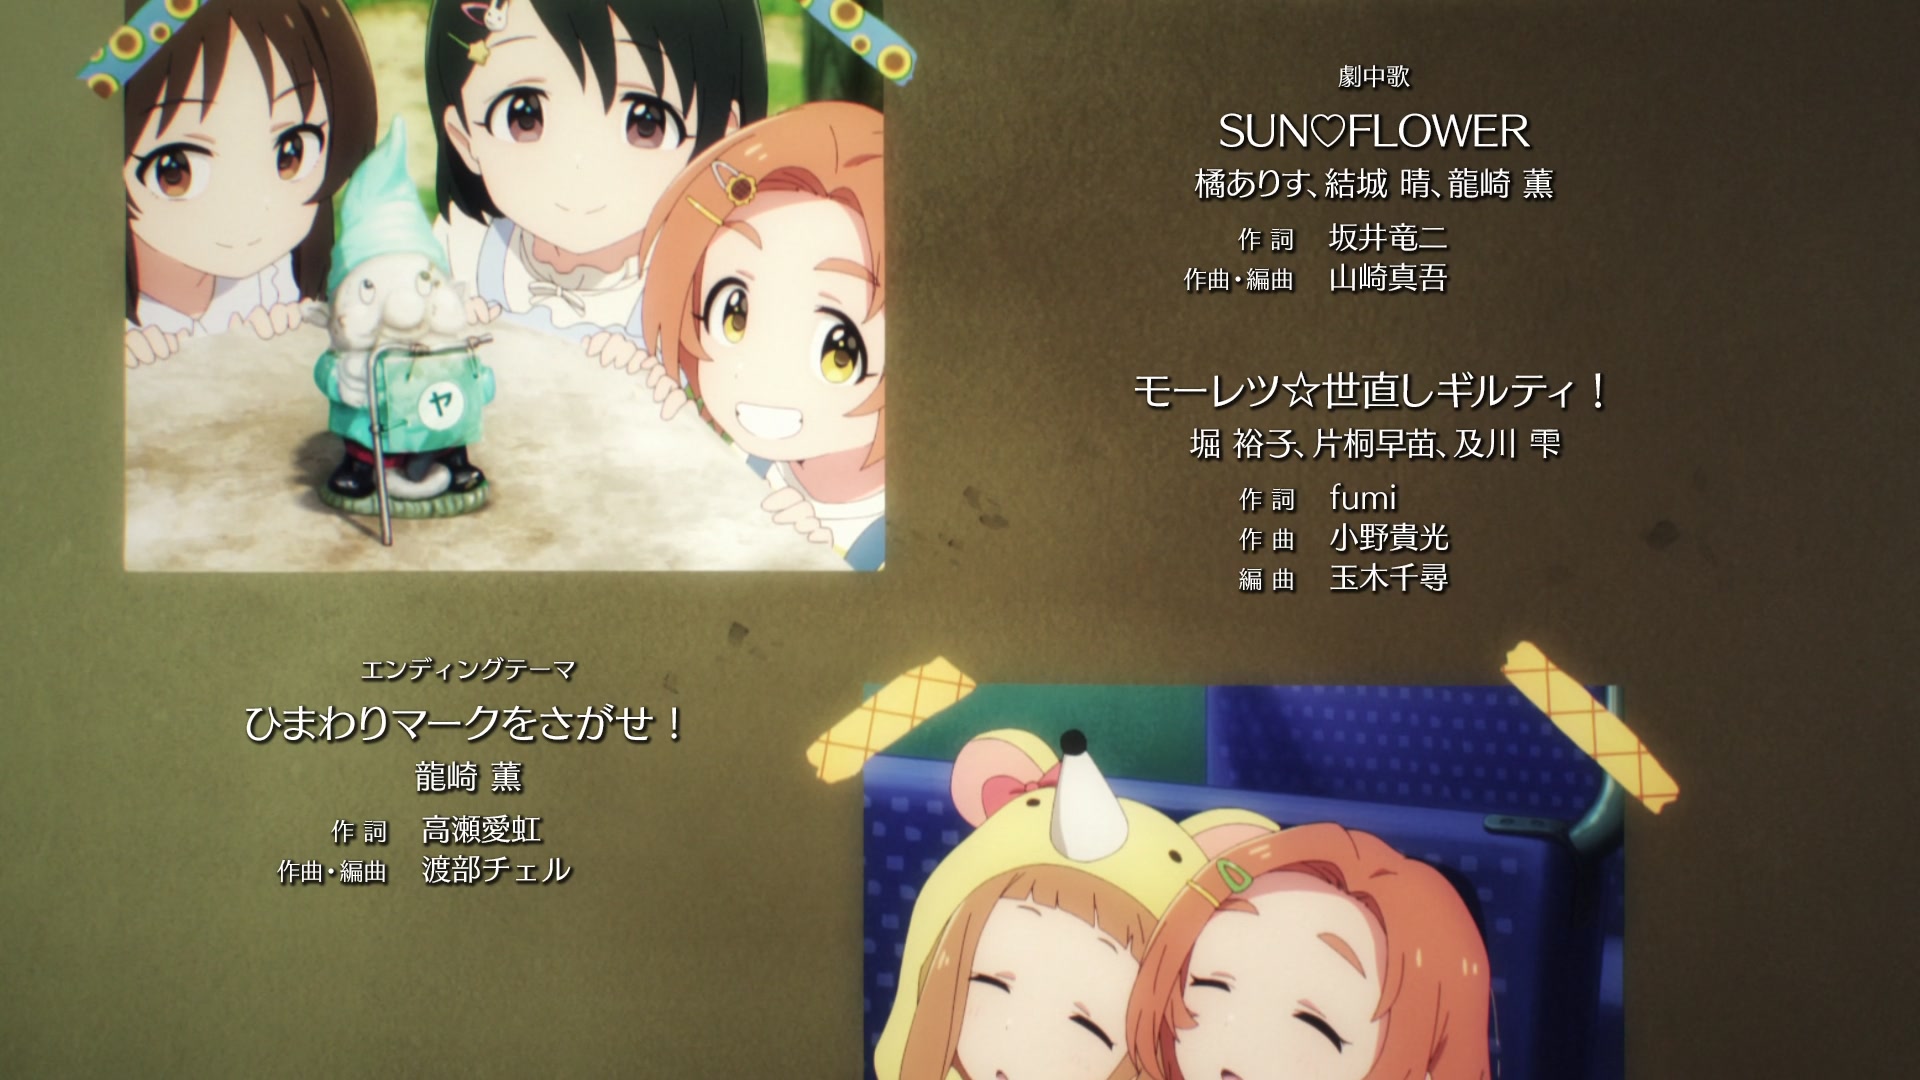 ヤ
劇中歌
SUN♡FLOWER
橘ありす、結城 晴、龍崎 薫
作 詞 坂井竜二
作曲・編曲 山崎真吾
モーレツ☆世直しギルティ！
堀 裕子、片桐早苗、及川 雫
作 詞 fumi
作 曲 小野貴光
編 曲 玉木千尋
エンディングテーマ
ひまわりマークをさがせ！
龍崎 薫
作 詞 高瀬愛虹
作曲・編曲 渡部チェル